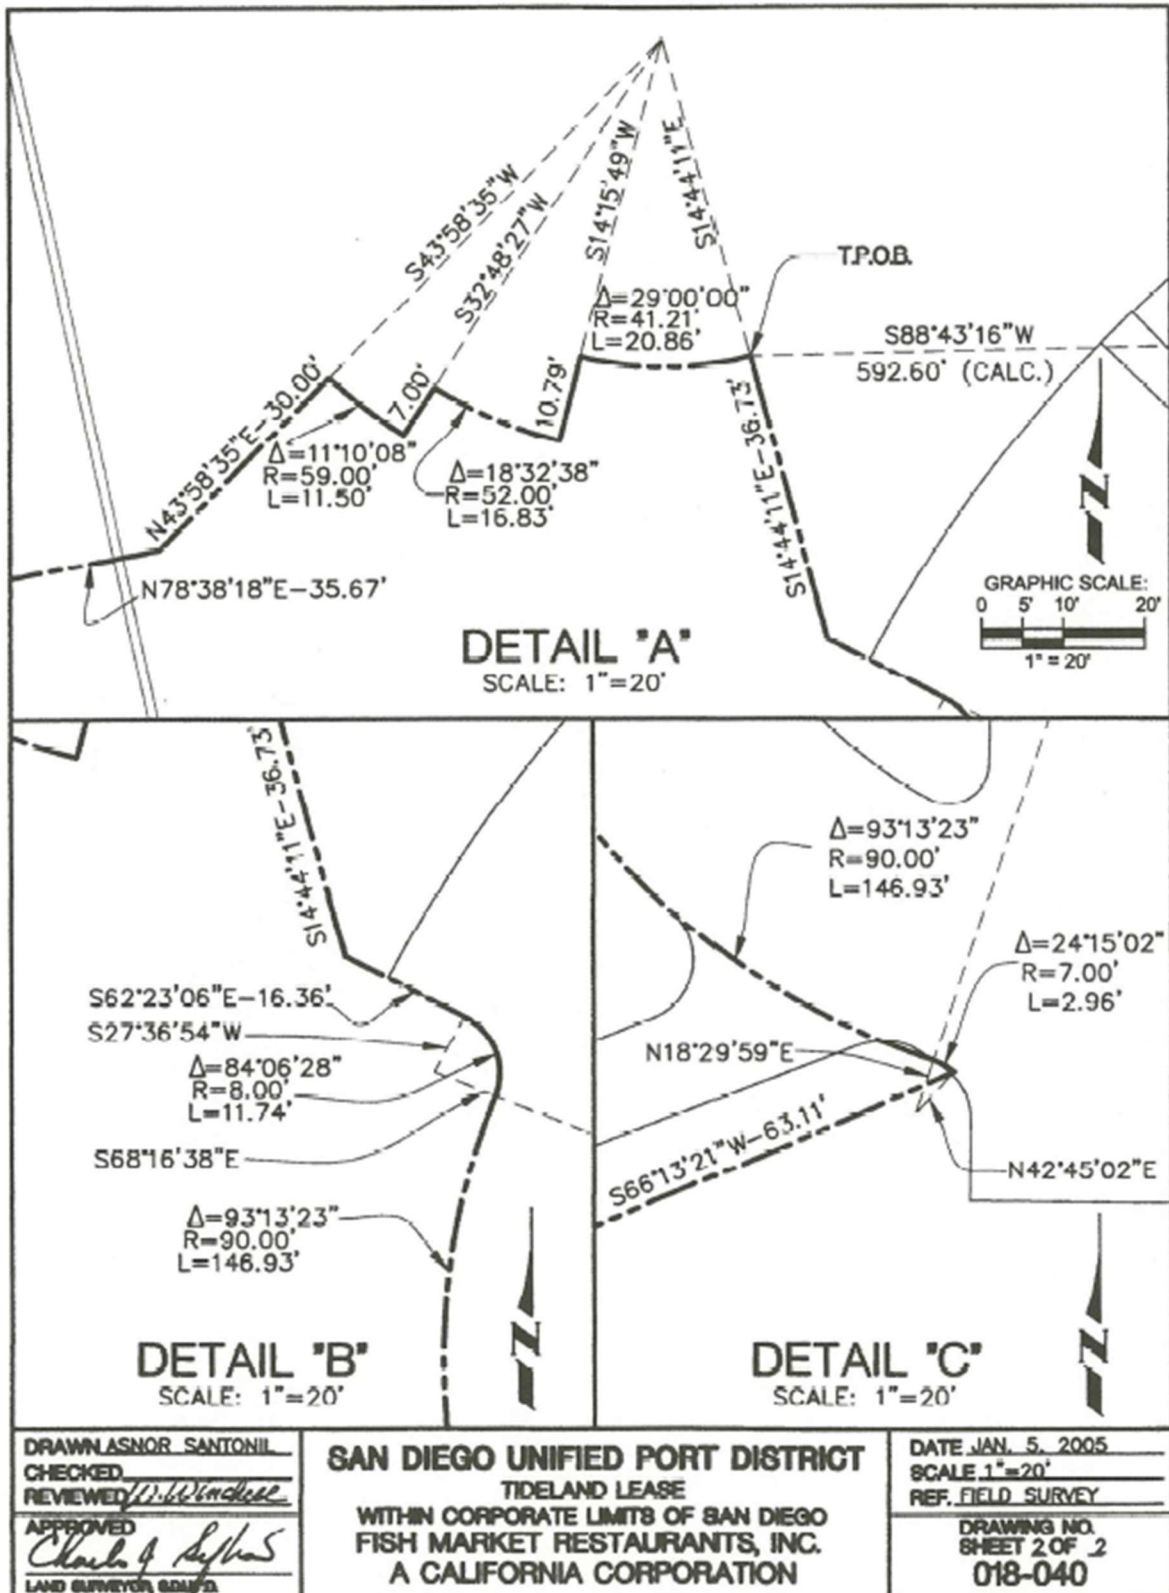 S43°58'35"W
S32°48'27"W
S14°15'49"W
S14°44'11"E
T.P.O.B.
Δ=29°00'00"
R=41.21'
L=20.86'
S88°43'16"W
592.60' (CALC.)
N43°58'35"E-30.00'
7.00'
10.79'
S14°44'11"E-36.73'
Δ=11°10'08"
R=59.00'
L=11.50'
Δ=18°32'38"
R=52.00'
L=16.83'
N78°38'18"E-35.67'
N
GRAPHIC SCALE:
0 5' 10' 20'
1" = 20'
DETAIL "A"
SCALE: 1"=20'
S14°44'11"E-36.73'
S62°23'06"E-16.36'
S27°36'54"W
Δ=84°06'28"
R=8.00'
L=11.74'
S68°16'38"E
Δ=93°13'23"
R=90.00'
L=146.93'
N
DETAIL "B"
SCALE: 1"=20'
Δ=93°13'23"
R=90.00'
L=146.93'
Δ=24°15'02"
R=7.00'
L=2.96'
N18°29'59"E
S66°13'21"W-63.11'
N42°45'02"E
N
DETAIL "C"
SCALE: 1"=20'
DRAWN ASNOR SANTONIL
CHECKED
REVIEWED
APPROVED
LAND SURVEYOR
SAN DIEGO UNIFIED PORT DISTRICT
TIDELAND LEASE
WITHIN CORPORATE LIMITS OF SAN DIEGO
FISH MARKET RESTAURANTS, INC.
A CALIFORNIA CORPORATION
DATE JAN. 5, 2005
SCALE 1"=20'
REF. FIELD SURVEY
DRAWING NO.
SHEET 2 OF 2
018-040